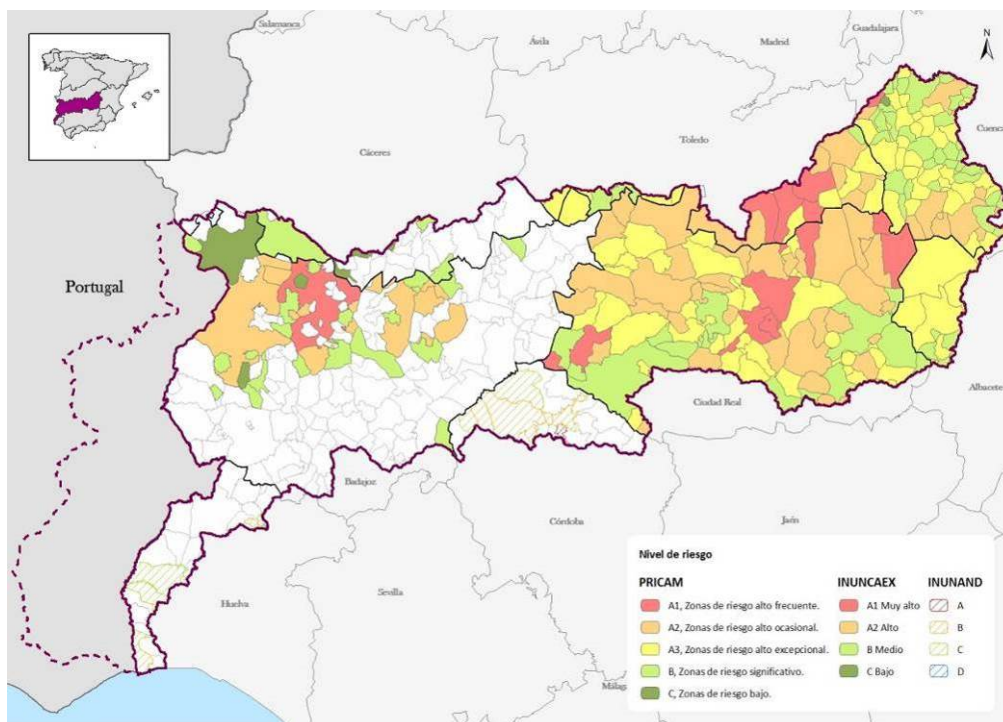 Salamanca
Ávila
Madrid
Guadalajara
N
Cuenca
Cáceres
Toledo
Portugal
Ciudad Real
Albacete
Badajoz
Córdoba
Jaén
Huelva
Sevilla
Málaga
Nivel de riesgo
PRICAM
A1, Zonas de riesgo alto frecuente.
A2, Zonas de riesgo alto ocasional.
A3, Zonas de riesgo alto excepcional.
B, Zonas de riesgo significativo.
C, Zonas de riesgo bajo.
INUNCAEX
A1 Muy alto
A2 Alto
B Medio
C Bajo
INUNAND
A
B
C
D